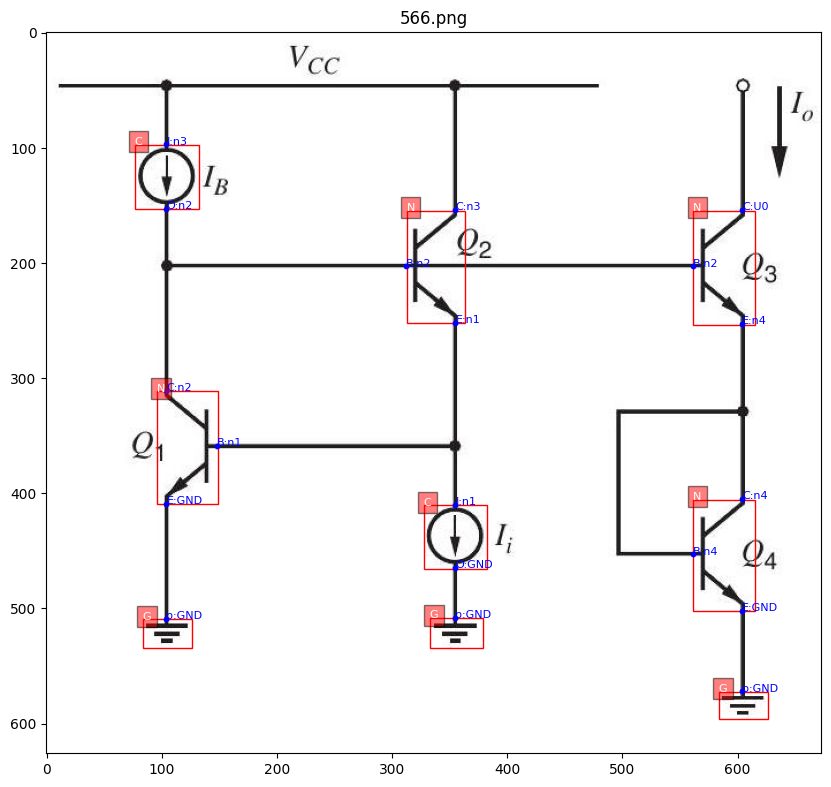 566.png
0
V_CC
I_o
C
I:n3
100
I_B
O:n2
N
C:n3
N
C:U0
200
Q_2
B:n2
B:n2
Q_3
E:n1
E:n4
300
N
C:n2
Q_1
B:n1
400
E:GND
C
I:n1
N
C:n4
I_i
B:n4
Q_4
O:GND
500
G
o:GND
G
o:GND
E:GND
G
o:GND
600
0 100 200 300 400 500 600